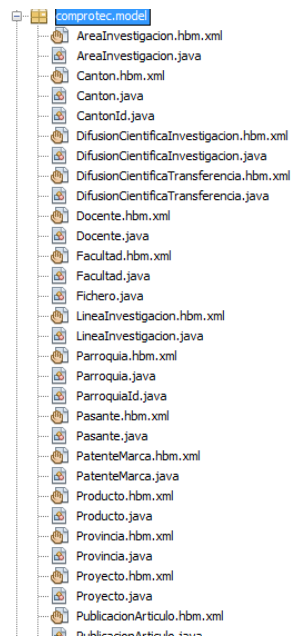 comprotec.model
AreaInvestigacion.hbm.xml
AreaInvestigacion.java
Canton.hbm.xml
Canton.java
CantonId.java
DifusionCientificaInvestigacion.hbm.xml
DifusionCientificaInvestigacion.java
DifusionCientificaTransferencia.hbm.xml
DifusionCientificaTransferencia.java
Docente.hbm.xml
Docente.java
Facultad.hbm.xml
Facultad.java
Fichero.java
LineaInvestigacion.hbm.xml
LineaInvestigacion.java
Parroquia.hbm.xml
Parroquia.java
ParroquiaId.java
Pasante.hbm.xml
Pasante.java
PatenteMarca.hbm.xml
PatenteMarca.java
Producto.hbm.xml
Producto.java
Provincia.hbm.xml
Provincia.java
Proyecto.hbm.xml
Proyecto.java
PublicacionArticulo.hbm.xml
PublicacionArticulo.java